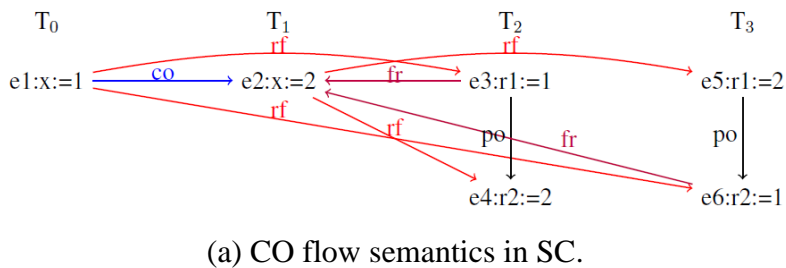 T0 T1 T2 T3
rf rf
e1:x:=1 co e2:x:=2 fr e3:r1:=1 e5:r1:=2
rf rf po fr po
e4:r2:=2 e6:r2:=1
(a) CO flow semantics in SC.